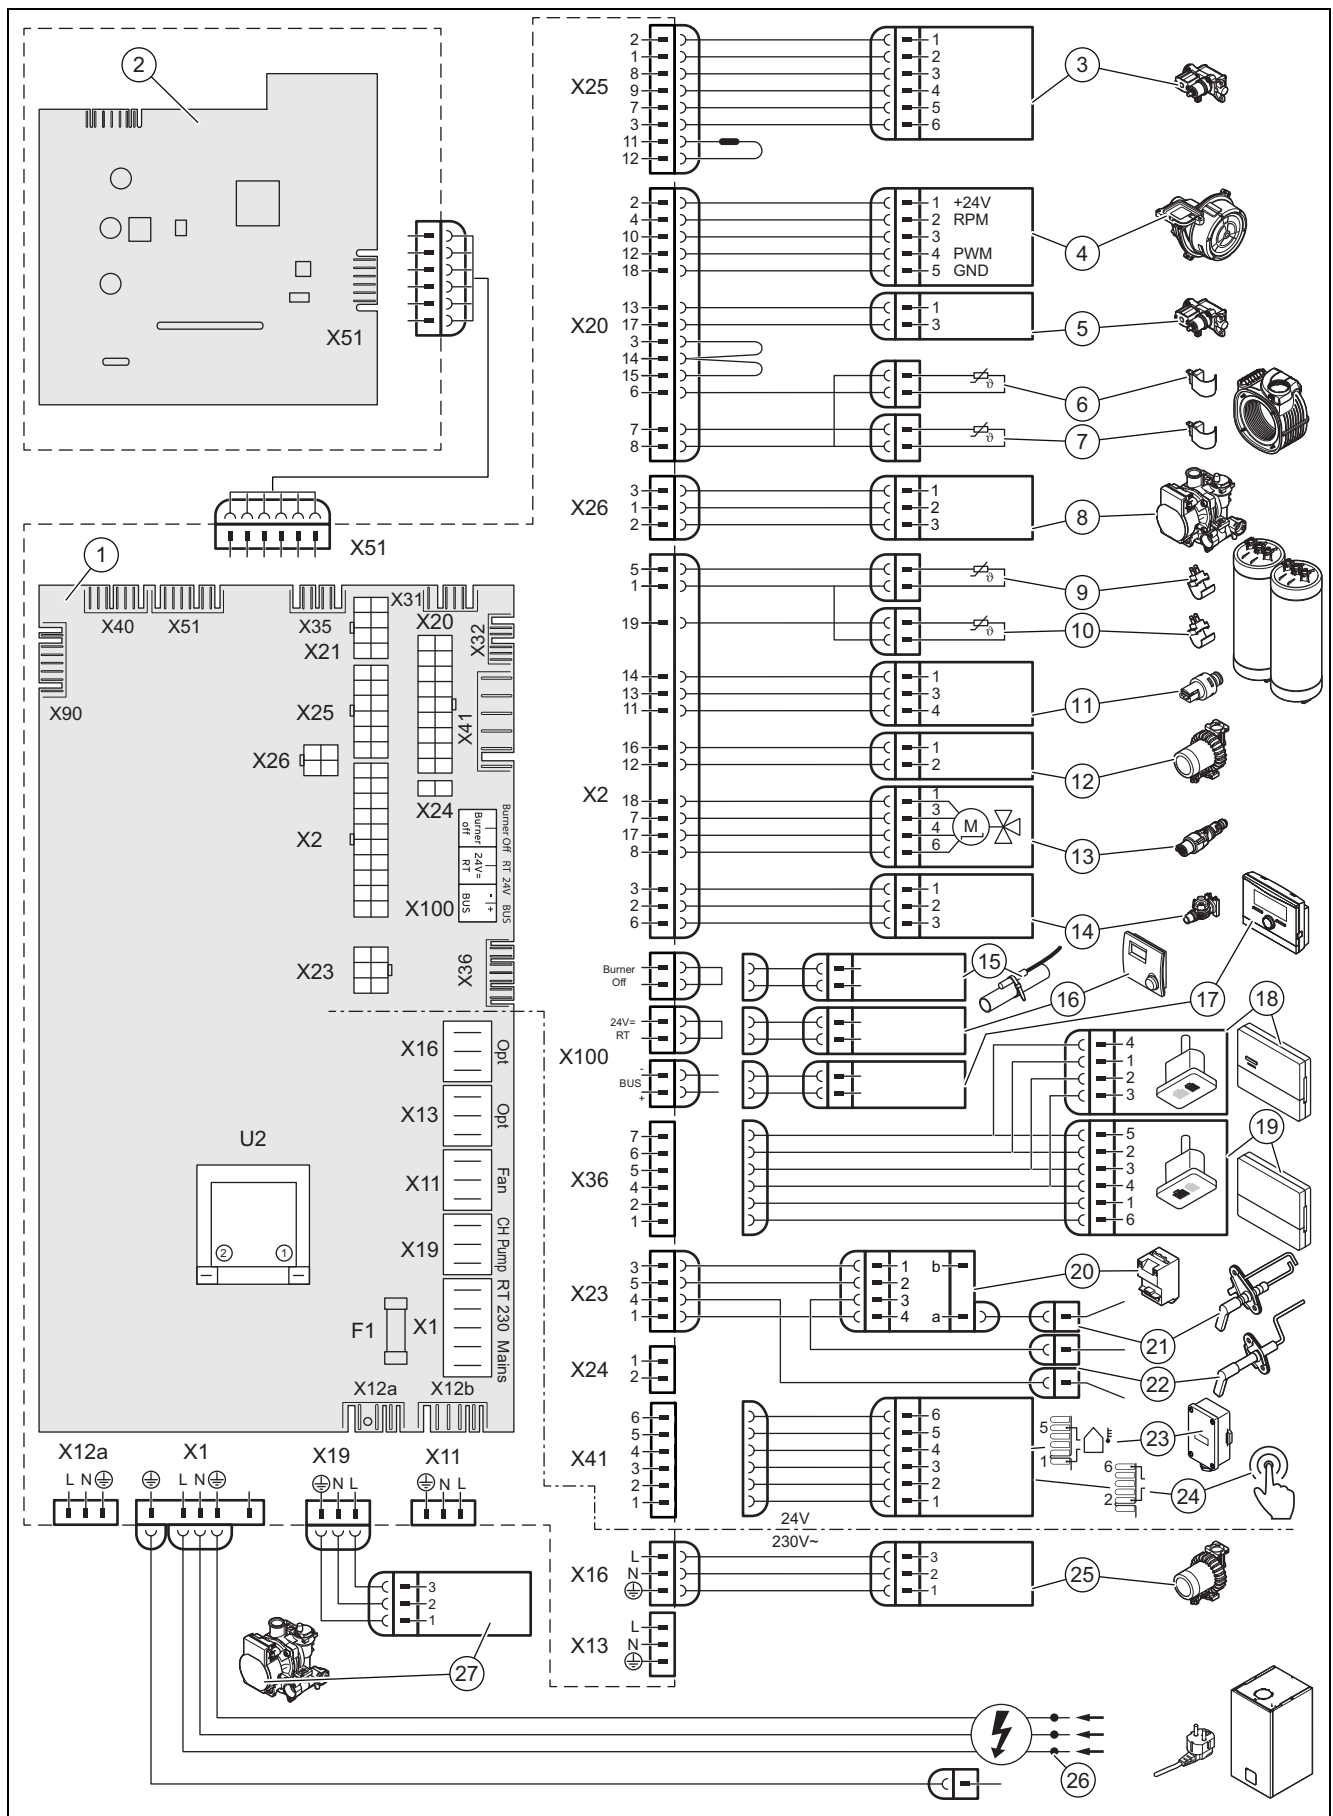 2
X51
X51
1
X40
X51
X35
X31
X20
X32
X21
X90
X25
X41
X26
X24
X2
Burner off
24V= RT
BUS
- +
Burner Off RT 24V BUS
X100
X23
X36
X16
Opt
X13
Opt
U2
X11
Fan
X19
CH Pump
2
1
F1
X1
RT 230 Mains
X12a
X12b
X12a
L N
X1
L N
X19
N L
X11
N L
3
2
1
27
X25
2
1
8
9
7
3
11
12
1
2
3
4
5
6
3
X20
2
4
10
12
18
13
17
3
14
15
6
7
8
1 +24V
2 RPM
3
4 PWM
5 GND
4
1
3
5
ϑ
6
ϑ
7
X26
3
1
2
1
2
3
8
X2
5
1
19
14
13
11
16
12
18
7
17
8
3
2
6
ϑ
9
ϑ
10
1
3
4
11
1
2
12
1
3
4
6
M
13
1
2
3
14
X100
Burner
Off
24V=
RT
-
BUS
+
15
16
17
18
4
1
2
3
X36
7
6
5
4
2
1
5
2
3
4
1
6
19
X23
3
5
4
1
1
2
3
4
b
a
20
21
22
X24
1
2
X41
6
5
4
3
2
1
6
5
4
3
2
1
5
1
23
6
2
24
24V
230V~
X16
L
N
3
2
1
25
X13
L
N
26